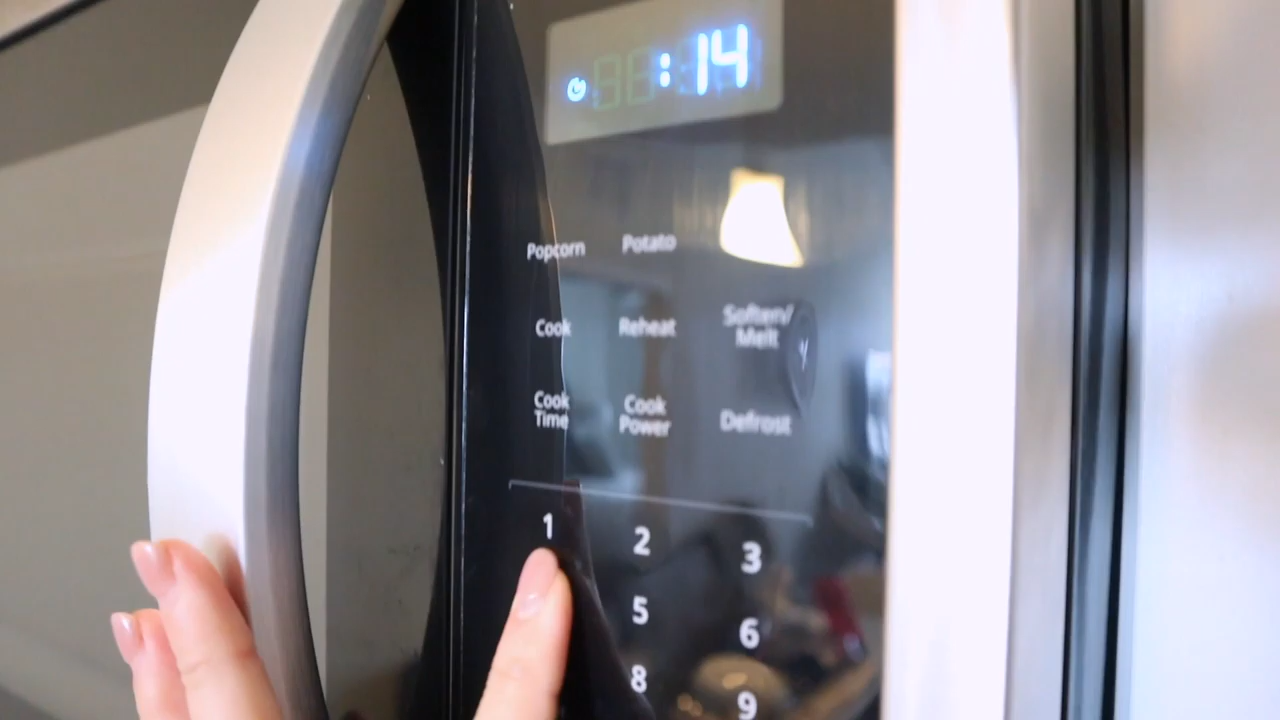 :14
Popcorn Potato
Cook Reheat Soften/
Melt
Cook
Time Cook
Power Defrost
1 2 3
5 6
8 9